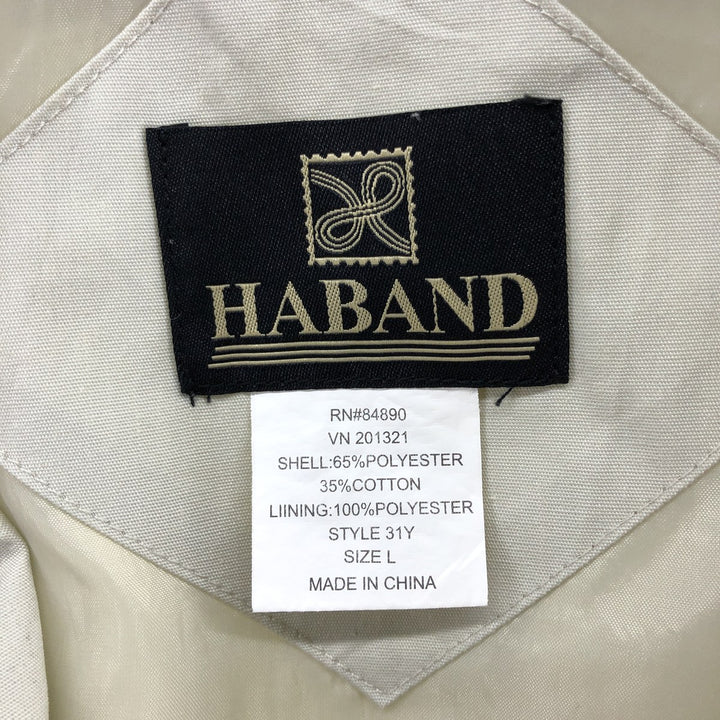 HABAND
RN#84890
VN 201321
SHELL:65%POLYESTER
35%COTTON
LIINING:100%POLYESTER
STYLE 31Y
SIZE L
MADE IN CHINA